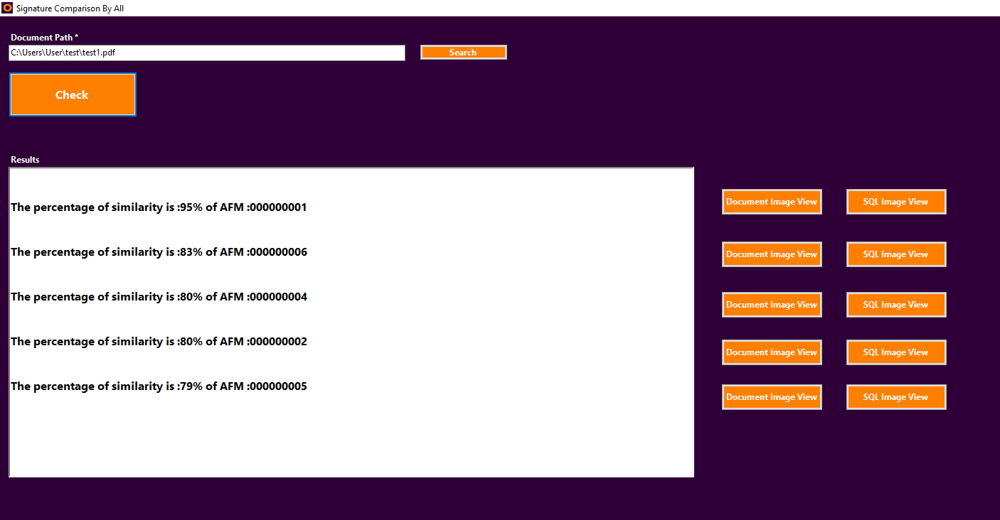 Signature Comparison By All
Document Path *
C:\Users\User\test\test1.pdf
Search
Check
Results
The percentage of similarity is :95% of AFM :000000001
Document Image View
SQL Image View
The percentage of similarity is :83% of AFM :000000006
Document Image View
SQL Image View
The percentage of similarity is :80% of AFM :000000004
Document Image View
SQL Image View
The percentage of similarity is :80% of AFM :000000002
Document Image View
SQL Image View
The percentage of similarity is :79% of AFM :000000005
Document Image View
SQL Image View